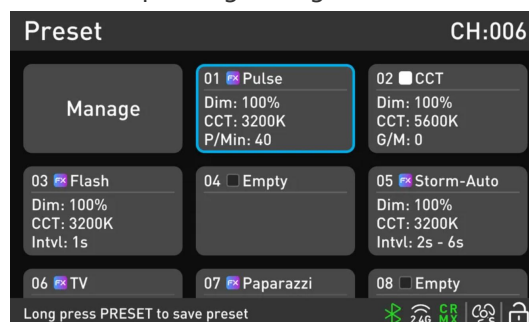 Preset CH:006
Manage
01 FX Pulse
Dim: 100%
CCT: 3200K
P/Min: 40
02 CCT
Dim: 100%
CCT: 5600K
G/M: 0
03 FX Flash
Dim: 100%
CCT: 3200K
Intvl: 1s
04 Empty
05 FX Storm-Auto
Dim: 100%
CCT: 3200K
Intvl: 2s - 6s
06 FX TV
07 FX Paparazzi
08 Empty
Long press PRESET to save preset
2.4G
CR
MX
S